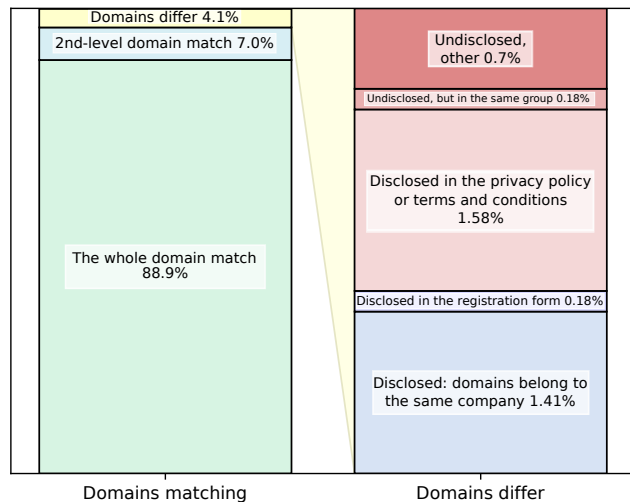 Domains differ 4.1%
2nd-level domain match 7.0%
The whole domain match
88.9%
Undisclosed,
other 0.7%
Undisclosed, but in the same group 0.18%
Disclosed in the privacy policy
or terms and conditions
1.58%
Disclosed in the registration form 0.18%
Disclosed: domains belong to
the same company 1.41%
Domains matching
Domains differ